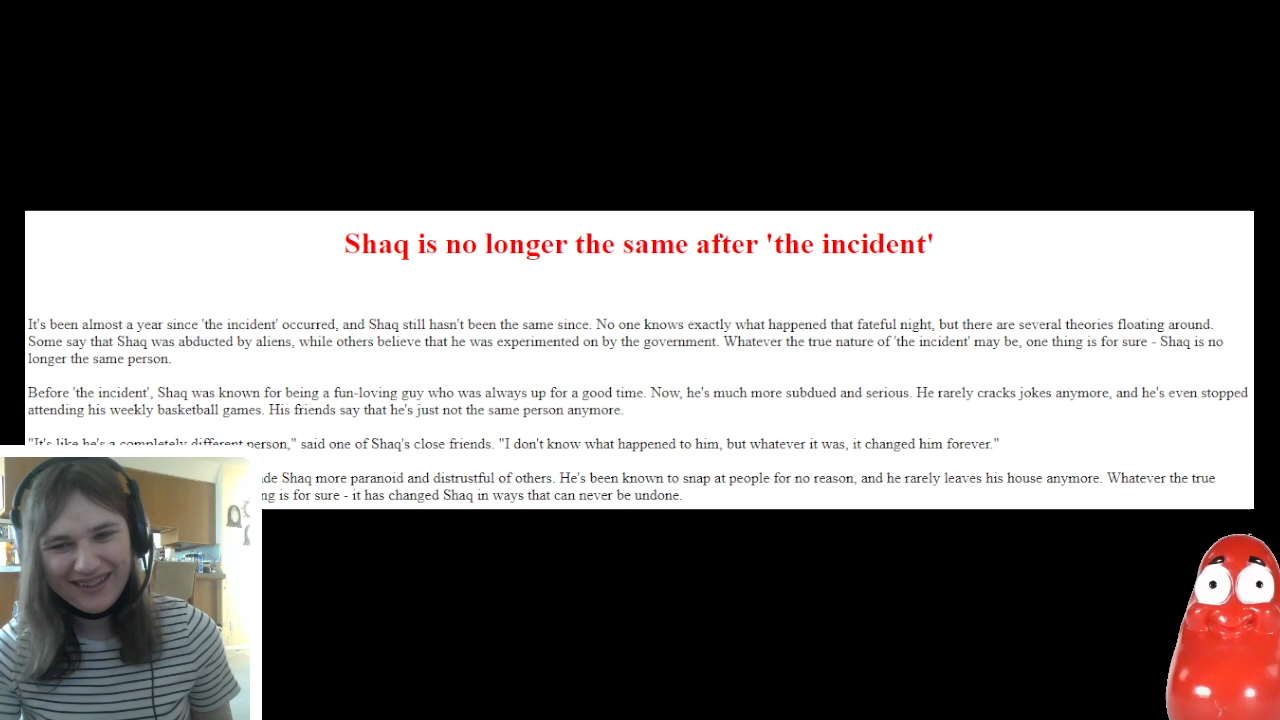 Shaq is no longer the same after 'the incident'
It's been almost a year since 'the incident' occurred, and Shaq still hasn't been the same since. No one knows exactly what happened that fateful night, but there are several theories floating around.
Some say that Shaq was abducted by aliens, while others believe that he was experimented on by the government. Whatever the true nature of 'the incident' may be, one thing is for sure - Shaq is no
longer the same person.
Before 'the incident', Shaq was known for being a fun-loving guy who was always up for a good time. Now, he's much more subdued and serious. He rarely cracks jokes anymore, and he's even stopped
attending his weekly basketball games. His friends say that he's just not the same person anymore.
"It's like he's a completely different person," said one of Shaq's close friends. "I don't know what happened to him, but whatever it was, it changed him forever."
Shaq more paranoid and distrustful of others. He's been known to snap at people for no reason, and he rarely leaves his house anymore. Whatever the true
is for sure - it has changed Shaq in ways that can never be undone.